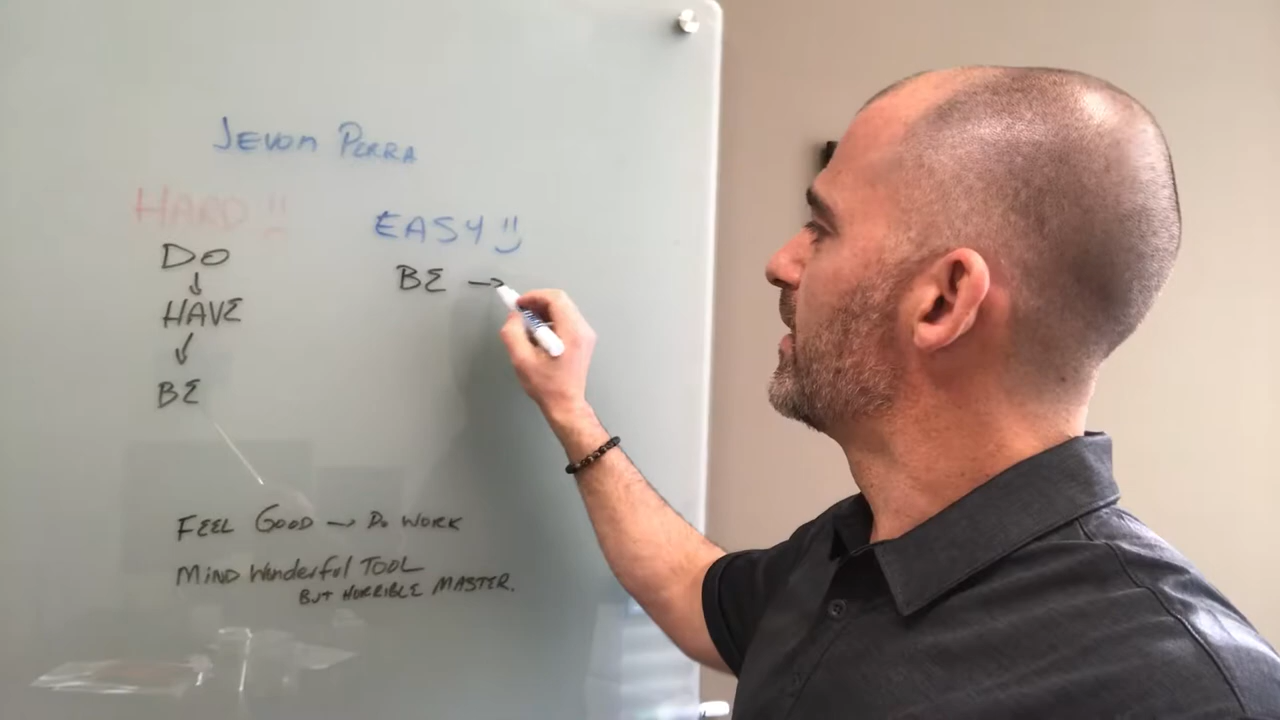 JEVON PERRA
HARD !!
DO
↓
HAVE
↓
BE
EASY !!
BE →
FEEL GOOD → DO WORK
MIND Wonderful TOOL
BUT HORRIBLE MASTER.